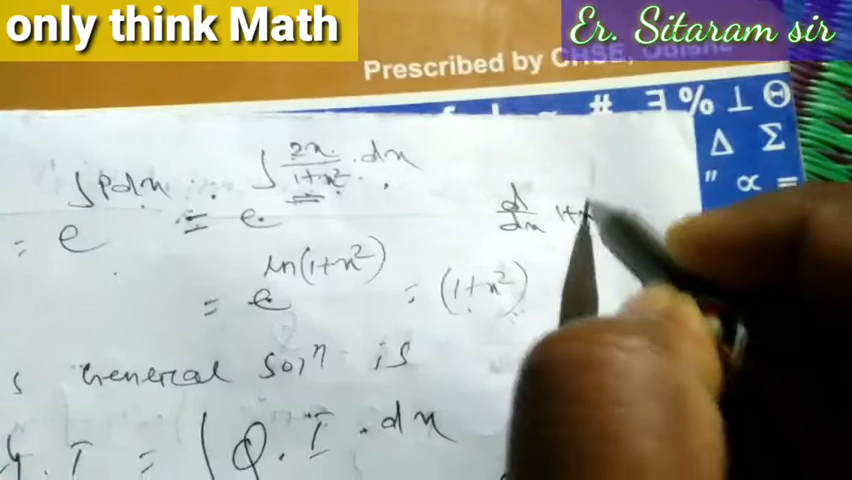 only think Math
Er. Sitaram sir
Prescribed by CHSE, Odisha
# ∃ % ⊥ Θ
Δ Σ
" ∝ =
= e^{∫Pdx} = e^{∫ 2x/(1+x²) · dx}
d/dx 1+x
= e^{ln(1+x²)} = (1+x²)
s General solⁿ is
y . I = ∫ Q . I . dx